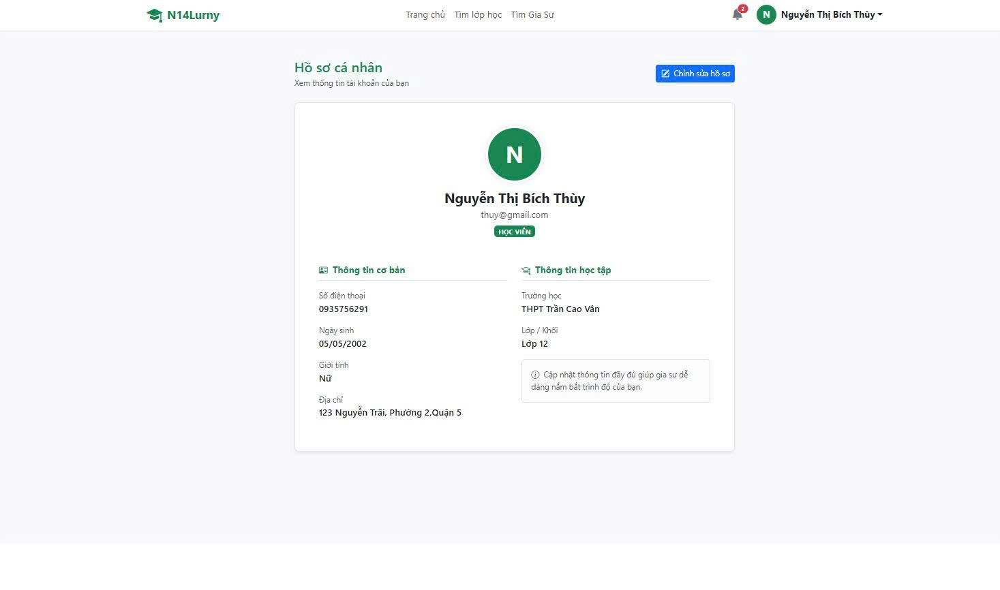 N14Lurny
Trang chủ Tìm lớp học Tìm Gia Sư
2
N Nguyễn Thị Bích Thùy
Hồ sơ cá nhân
Xem thông tin tài khoản của bạn
Chỉnh sửa hồ sơ
N
Nguyễn Thị Bích Thùy
thuy@gmail.com
HỌC VIÊN
Thông tin cơ bản
Số điện thoại
0935756291
Ngày sinh
05/05/2002
Giới tính
Nữ
Địa chỉ
123 Nguyễn Trãi, Phường 2,Quận 5
Thông tin học tập
Trường học
THPT Trần Cao Vân
Lớp / Khối
Lớp 12
Cập nhật thông tin đầy đủ giúp gia sư dễ
dàng nắm bắt trình độ của bạn.